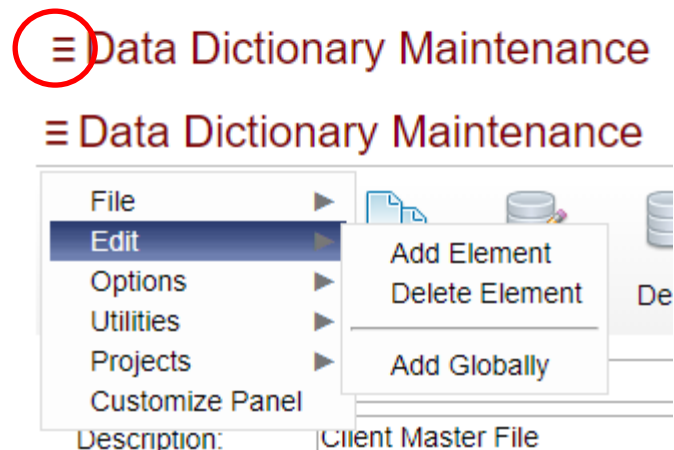 Data Dictionary Maintenance
Data Dictionary Maintenance
File
Edit
Options
Utilities
Projects
Customize Panel
Add Element
Delete Element
Add Globally
De
Description: Client Master File